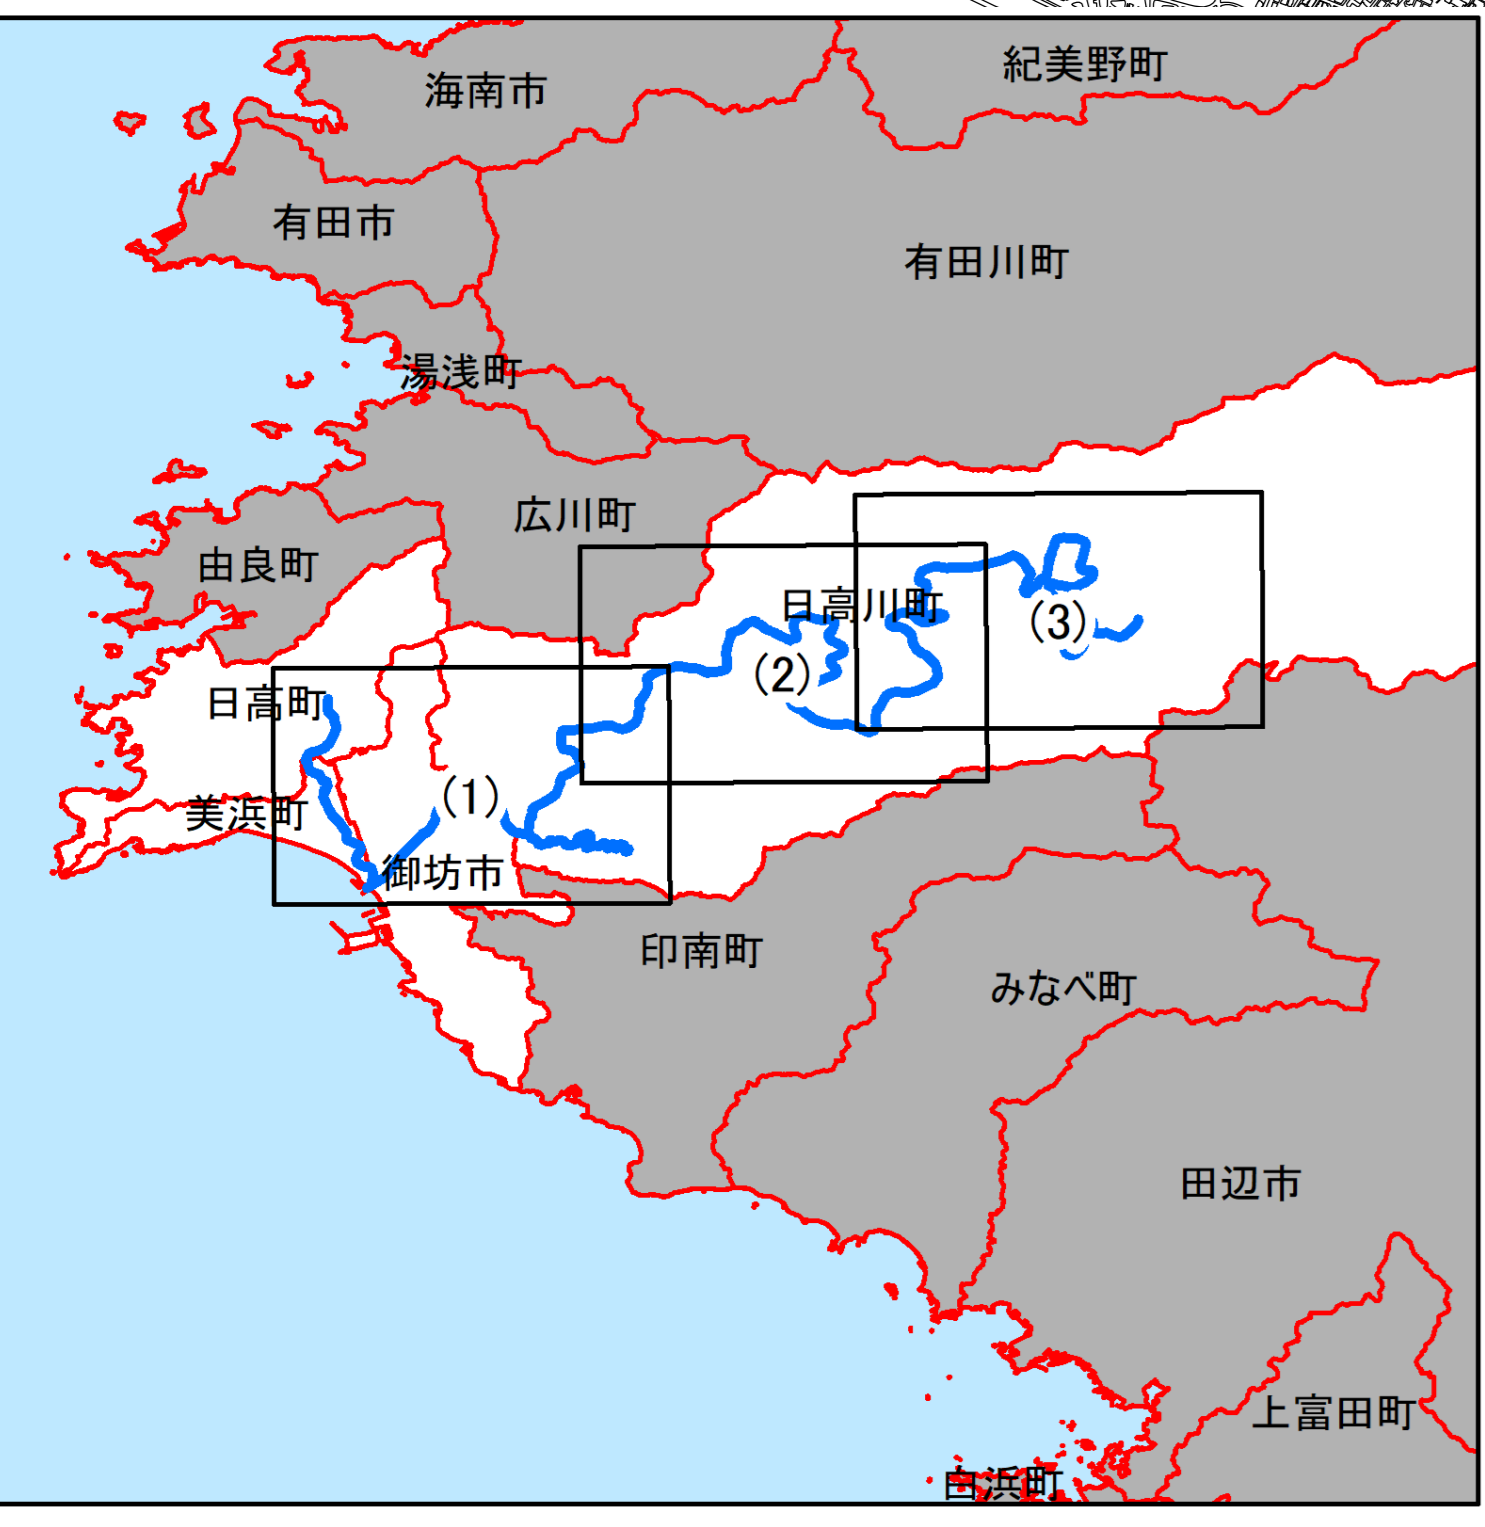 紀美野町
海南市
有田市
有田川町
湯浅町
広川町
由良町
日高川町
(3)
(2)
日高町
(1)
美浜町
御坊市
印南町
みなべ町
田辺市
上富田町
白浜町